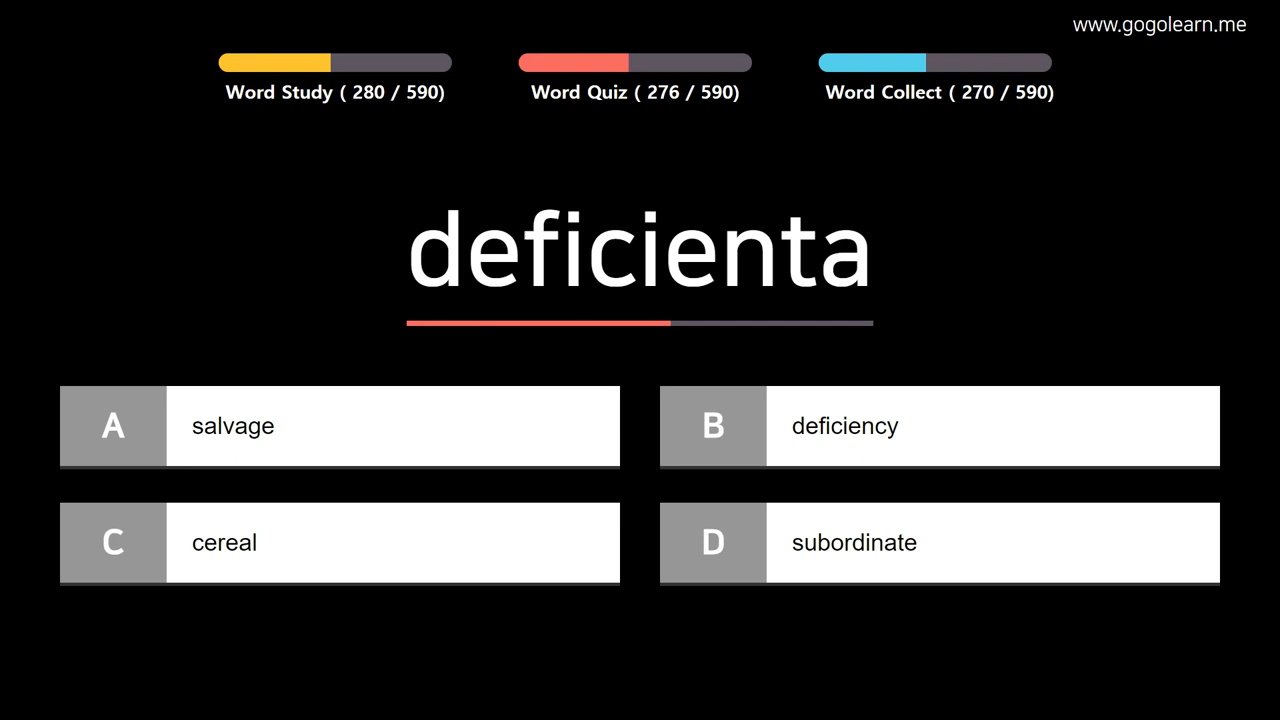 www.gogolearn.me
Word Study ( 280 / 590)
Word Quiz ( 276 / 590)
Word Collect ( 270 / 590)
deficienta
A salvage
B deficiency
C cereal
D subordinate